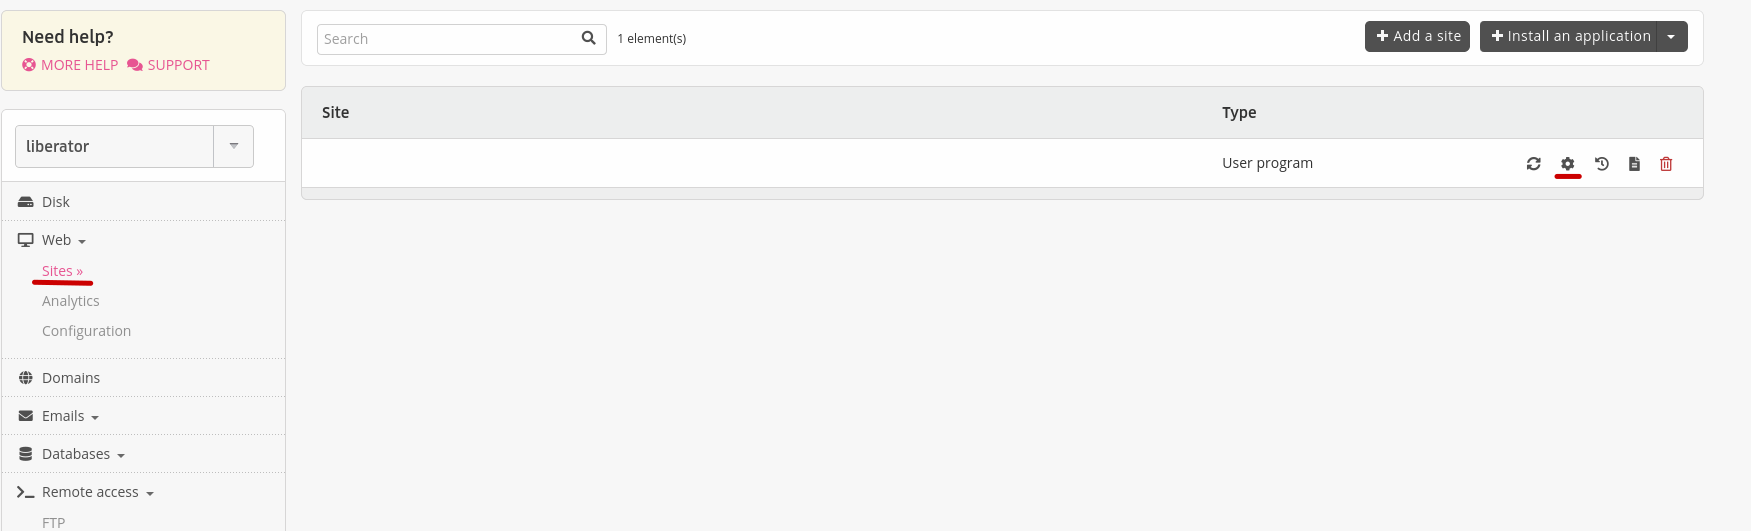 Need help?
MORE HELP SUPPORT
liberator
Disk
Web
Sites »
Analytics
Configuration
Domains
Emails
Databases
Remote access
FTP
Search
1 element(s)
Add a site
Install an application
Site Type
User program